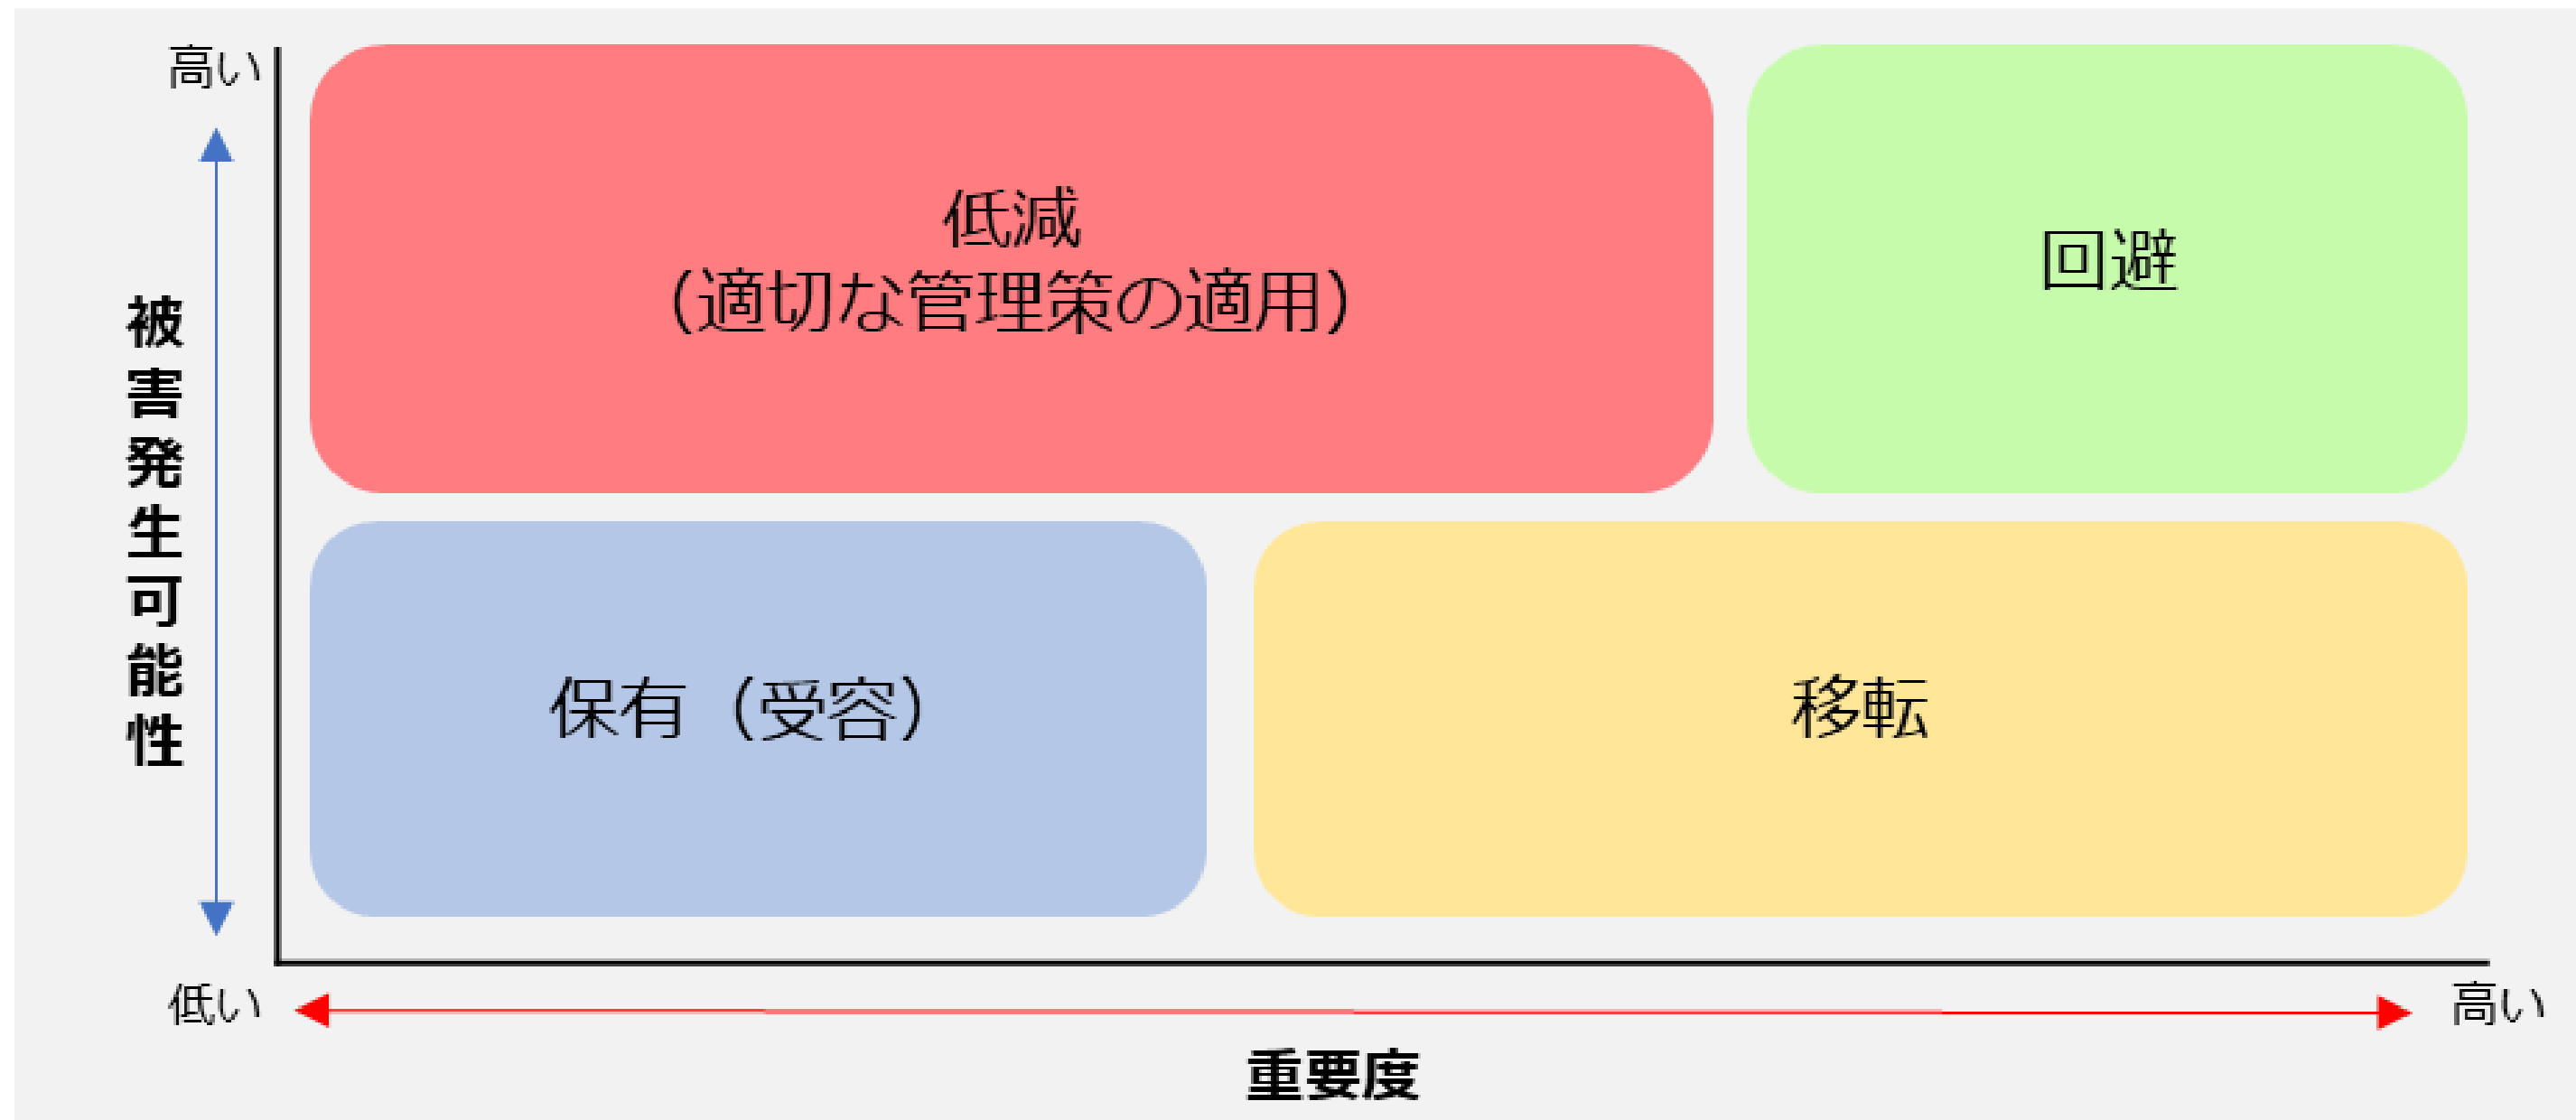 高い
被害発生可能性
低減
（適切な管理策の適用）
回避
保有（受容）
移転
低い
高い
重要度